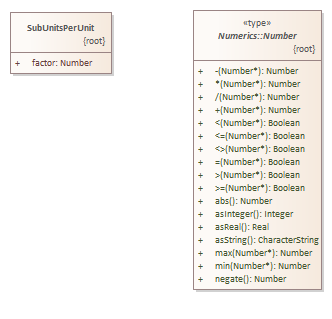 SubUnitsPerUnit
{root}
+ factor: Number
«type»
Numerics::Number
{root}
+ -(Number*): Number
+ *(Number*): Number
+ /(Number*): Number
+ +(Number*): Number
+ <(Number*): Boolean
+ <=(Number*): Boolean
+ <>(Number*): Boolean
+ =(Number*): Boolean
+ >(Number*): Boolean
+ >=(Number*): Boolean
+ abs(): Number
+ asInteger(): Integer
+ asReal(): Real
+ asString(): CharacterString
+ max(Number*): Number
+ min(Number*): Number
+ negate(): Number